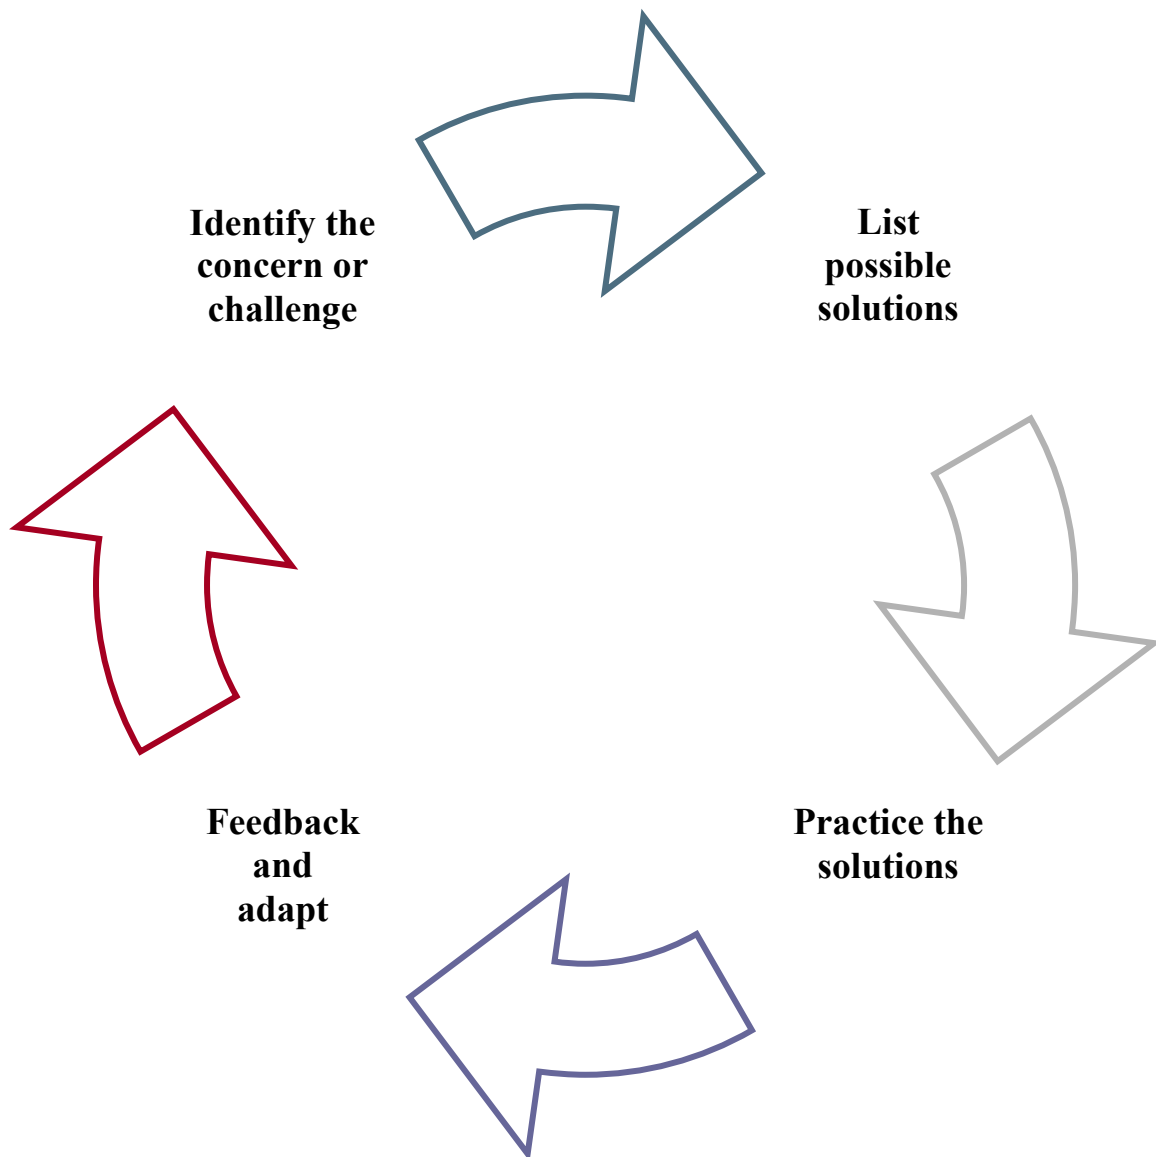 Identify the
concern or
challenge
List
possible
solutions
Practice the
solutions
Feedback
and
adapt